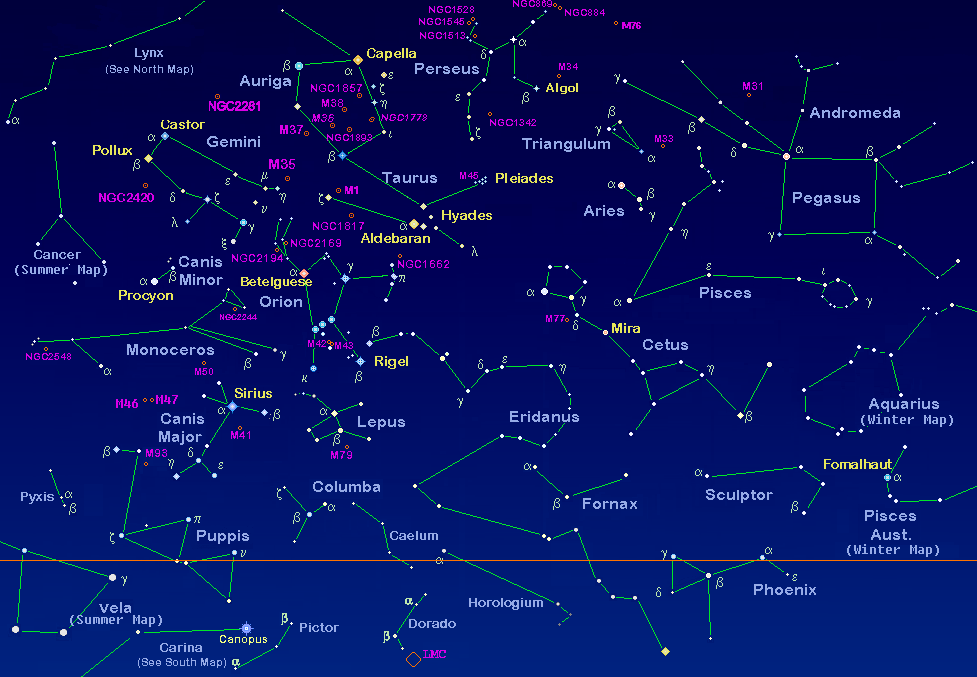 NGC1528
NGC1545
NGC1513
NGC869
NGC884
M76
α
Lynx
(See North Map)
α
β
Capella
α
Auriga
ε
ζ
η
ι
β
NGC1857
M38
M36
NGC1893
NGC1778
M37
NGC2281
δ
Perseus
ε
ζ
β
Algol
M34
NGC1342
γ
M31
Andromeda
β
δ
α
β
Castor
α
Gemini
Pollux
β
ε
μ
η
M35
δ
ζ
ν
λ
γ
ξ
NGC2420
Triangulum
γ
β
α
M33
Taurus
M45
Pleiades
ζ
M1
NGC1817
Hyades
α
Aldebaran
λ
α
Aries
β
γ
η
Pegasus
γ
α
Cancer
(Summer Map)
Canis
Minor
α
β
Procyon
NGC2194
NGC2169
α
Betelguese
Orion
γ
π
NGC1662
NGC2244
α
γ
M77
δ
Mira
α
ε
Pisces
ι
γ
Cetus
η
β
NGC2548
α
Monoceros
β
γ
M50
M42
M43
κ
β
Rigel
β
γ
δ
ε
η
Eridanus
M46
M47
Sirius
α
β
Canis
Major
M41
δ
η
ε
α
β
Lepus
M79
Aquarius
(Winter Map)
β
M93
Pyxis
α
β
ζ
π
Puppis
ν
Columba
ζ
β
α
Caelum
α
α
β
Fornax
α
Sculptor
β
Fomalhaut
α
Pisces
Aust.
(Winter Map)
γ
Vela
(Summer Map)
Canopus
Carina
(See South Map)
β
Pictor
α
α
Dorado
β
LMC
Horologium
γ
α
δ
β
ε
Phoenix